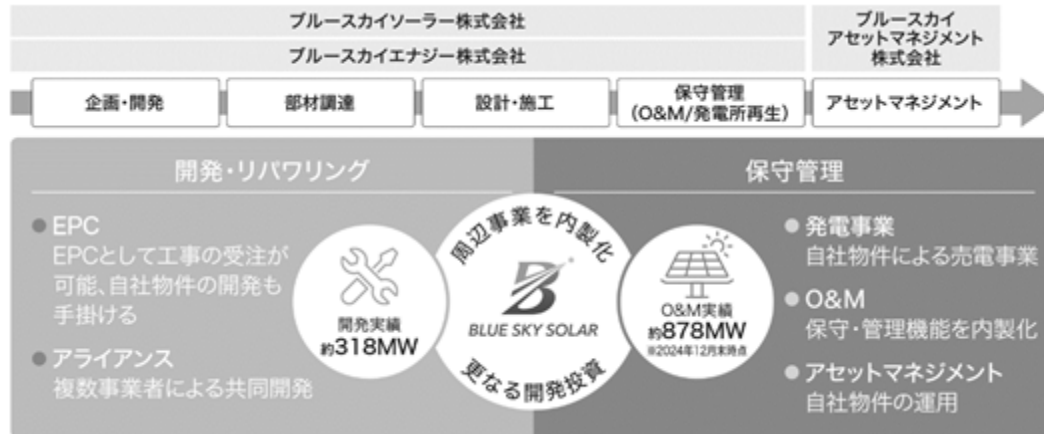 ブルースカイソーラー株式会社
ブルースカイエナジー株式会社
ブルースカイ
アセットマネジメント
株式会社
企画・開発
部材調達
設計・施工
保守管理
(O&M/発電所再生)
アセットマネジメント
開発・リパワリング
保守管理
● EPC
EPCとして工事の受注が
可能、自社物件の開発も
手掛ける
● アライアンス
複数事業者による共同開発
開発実績
約318MW
周辺事業を内製化
BLUE SKY SOLAR
更なる開発投資
O&M実績
約878MW
※2024年12月末時点
● 発電事業
自社物件による売電事業
● O&M
保守・管理機能を内製化
● アセットマネジメント
自社物件の運用